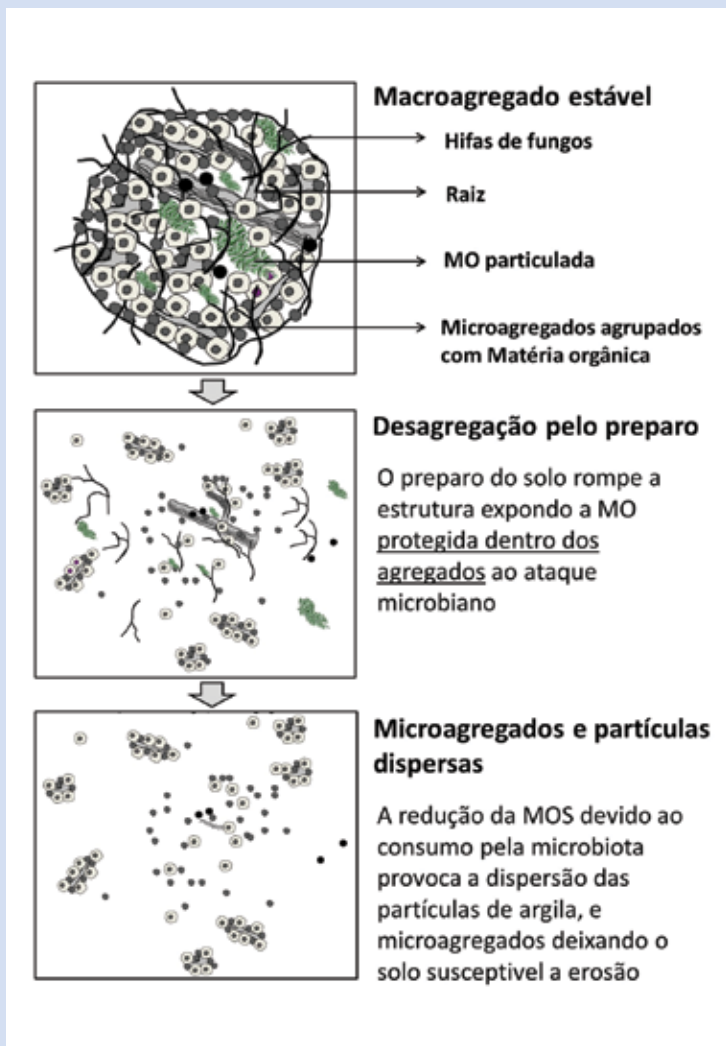 Macroagregado estável
Hifas de fungos
Raiz
MO particulada
Microagregados agrupados
com Matéria orgânica
Desagregação pelo preparo
O preparo do solo rompe a
estrutura expondo a MO
protegida dentro dos
agregados ao ataque
microbiano
Microagregados e partículas
dispersas
A redução da MOS devido ao
consumo pela microbiota
provoca a dispersão das
partículas de argila, e
microagregados deixando o
solo susceptivel a erosão